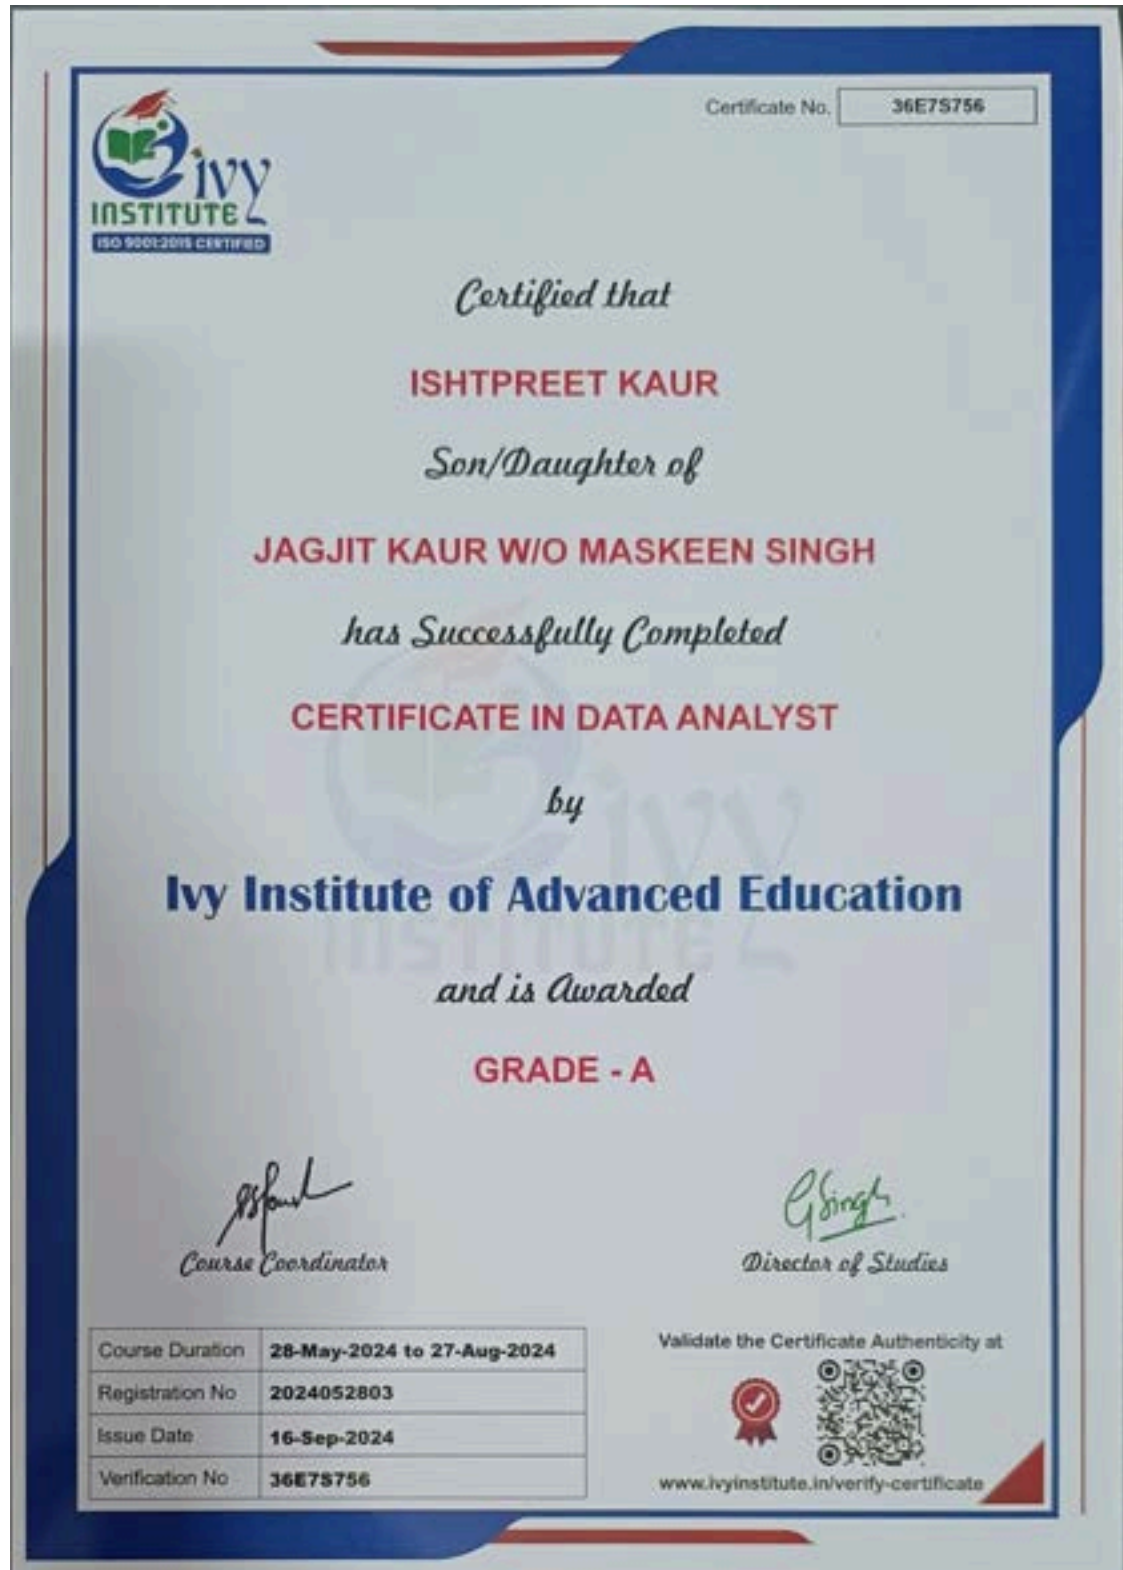 Certificate No. 36E7S756
ivy
INSTITUTE
ISO 9001:2015 CERTIFIED
Certified that
ISHTPREET KAUR
Son/Daughter of
JAGJIT KAUR W/O MASKEEN SINGH
has Successfully Completed
CERTIFICATE IN DATA ANALYST
by
Ivy Institute of Advanced Education
and is Awarded
GRADE - A
GSingh
Course Coordinator
Director of Studies
Course Duration 28-May-2024 to 27-Aug-2024
Registration No 2024052803
Issue Date 16-Sep-2024
Verification No 36E7S756
Validate the Certificate Authenticity at
www.ivyinstitute.in/verify-certificate